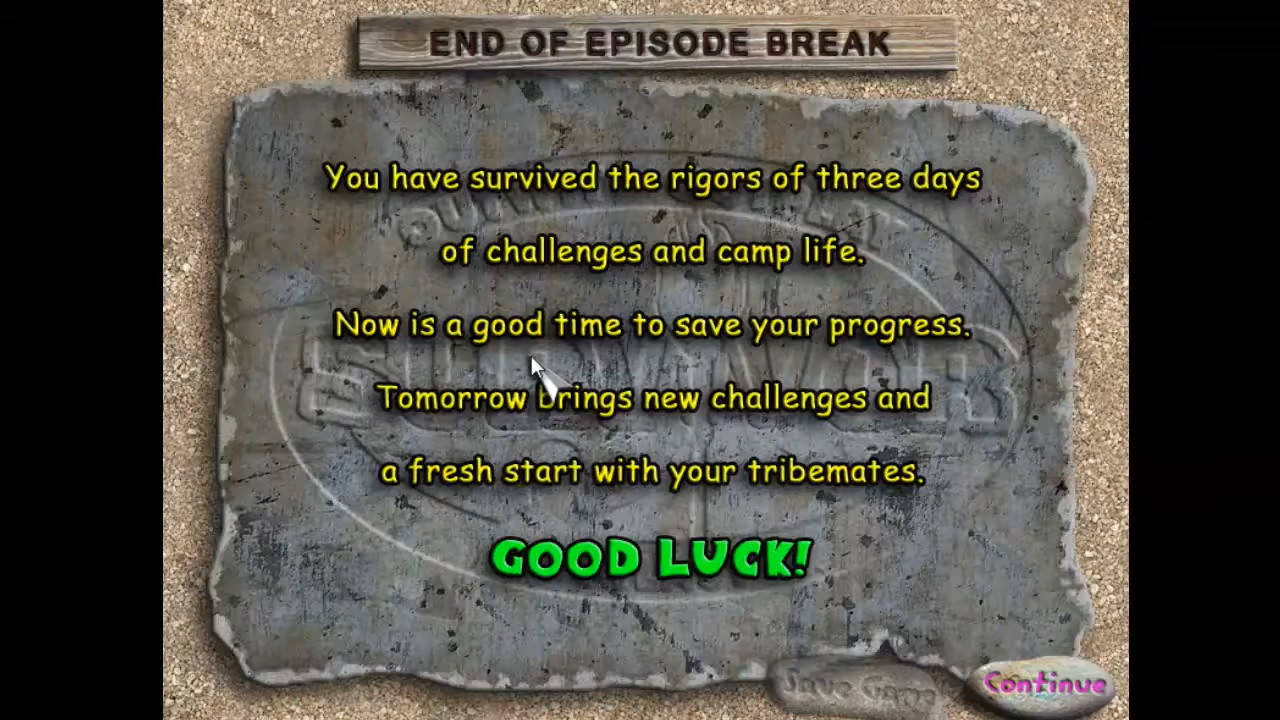 END OF EPISODE BREAK
You have survived the rigors of three days
of challenges and camp life.
Now is a good time to save your progress.
Tomorrow brings new challenges and
a fresh start with your tribemates.
GOOD LUCK!
SURVIVOR
Save Game
Continue